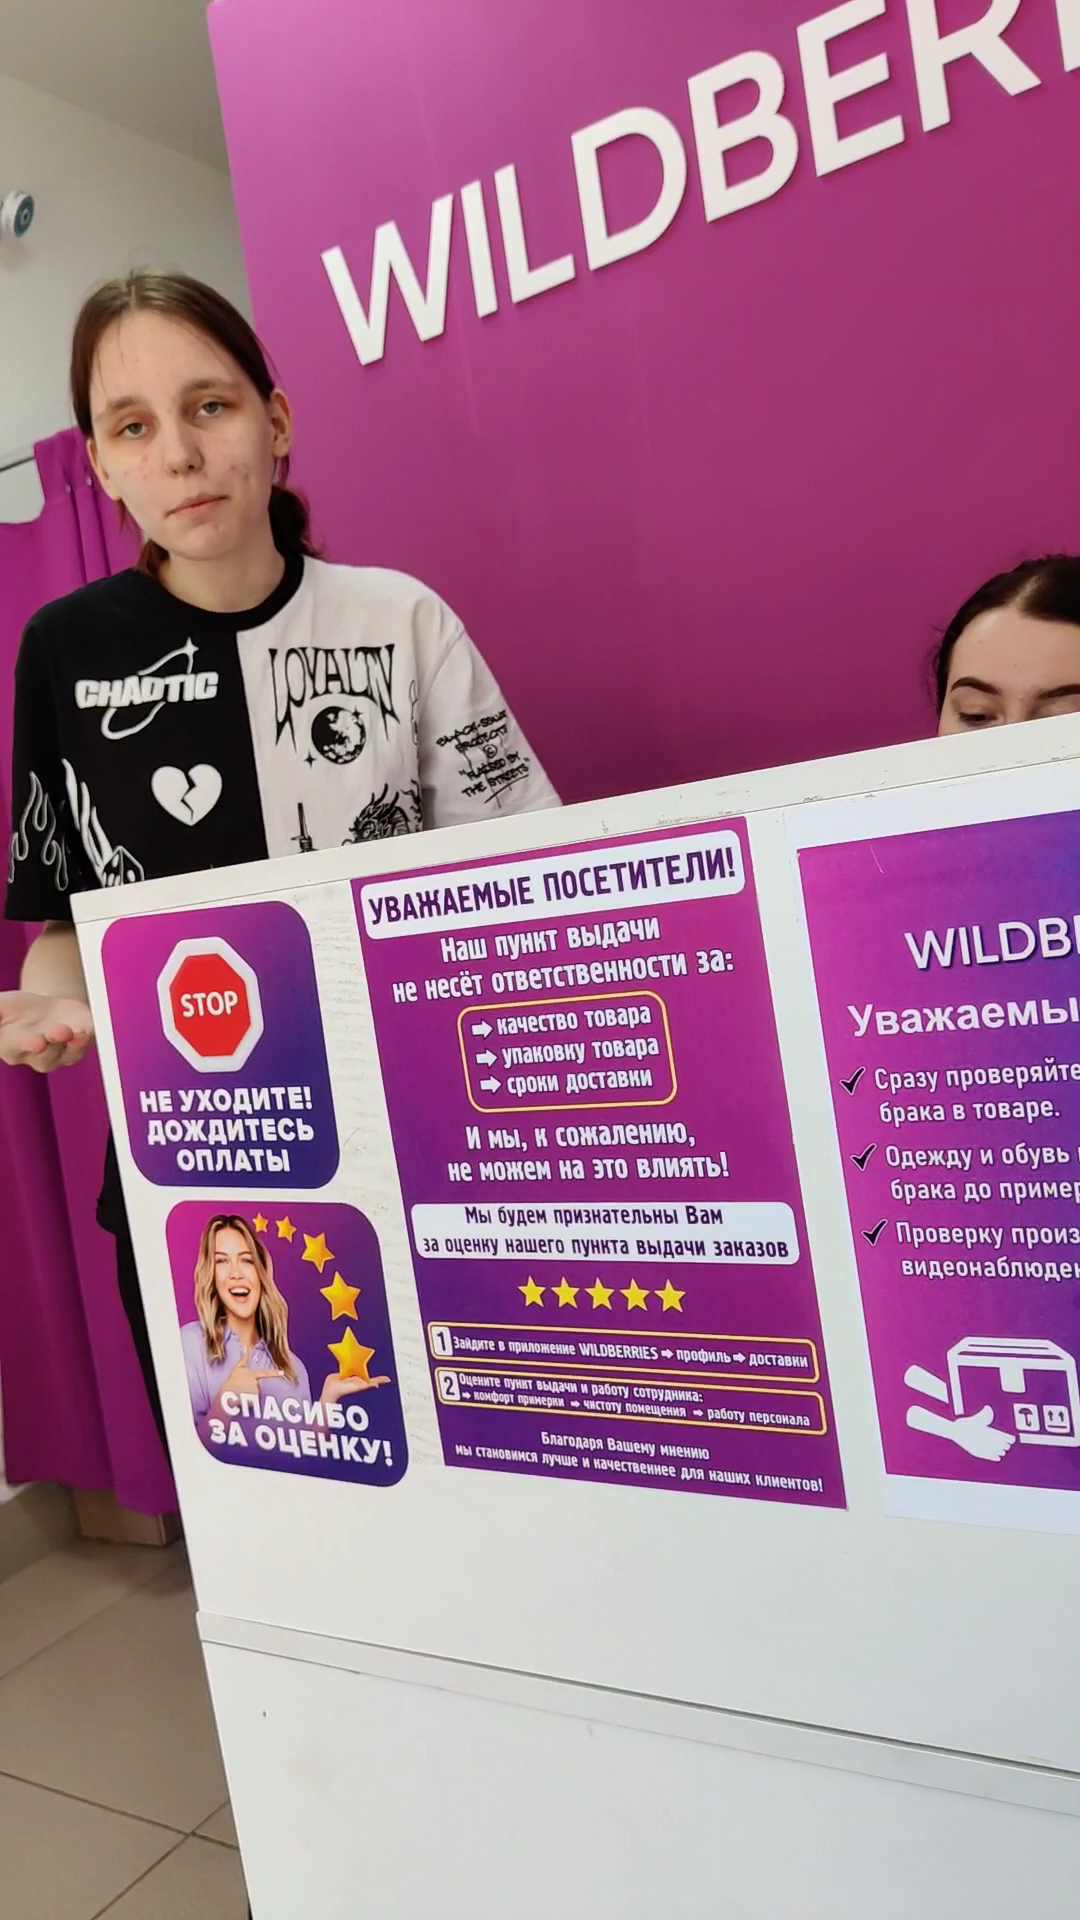 WILDBER
CHAOTIC
LOYALTY
PROJECT
©
THE STREETS"
STOP
НЕ УХОДИТЕ!
ДОЖДИТЕСЬ
ОПЛАТЫ
СПАСИБО
ЗА ОЦЕНКУ!
УВАЖАЕМЫЕ ПОСЕТИТЕЛИ!
Наш пункт выдачи
не несёт ответственности за:
➡ качество товара
➡ упаковку товара
➡ сроки доставки
И мы, к сожалению,
не можем на это влиять!
Мы будем признательны Вам
за оценку нашего пункта выдачи заказов
1 Зайдите в приложение WILDBERRIES ➡ профиль ➡ доставки
2 Оцените пункт выдачи и работу сотрудника:
➡ комфорт примерки ➡ чистоту помещения ➡ работу персонала
Благодаря Вашему мнению
мы становимся лучше и качественнее для наших клиентов!
WILDB
Уважаемы
✓ Сразу проверяйте
брака в товаре.
✓ Одежду и обувь
брака до пример
✓ Проверку произ
видеонаблюден